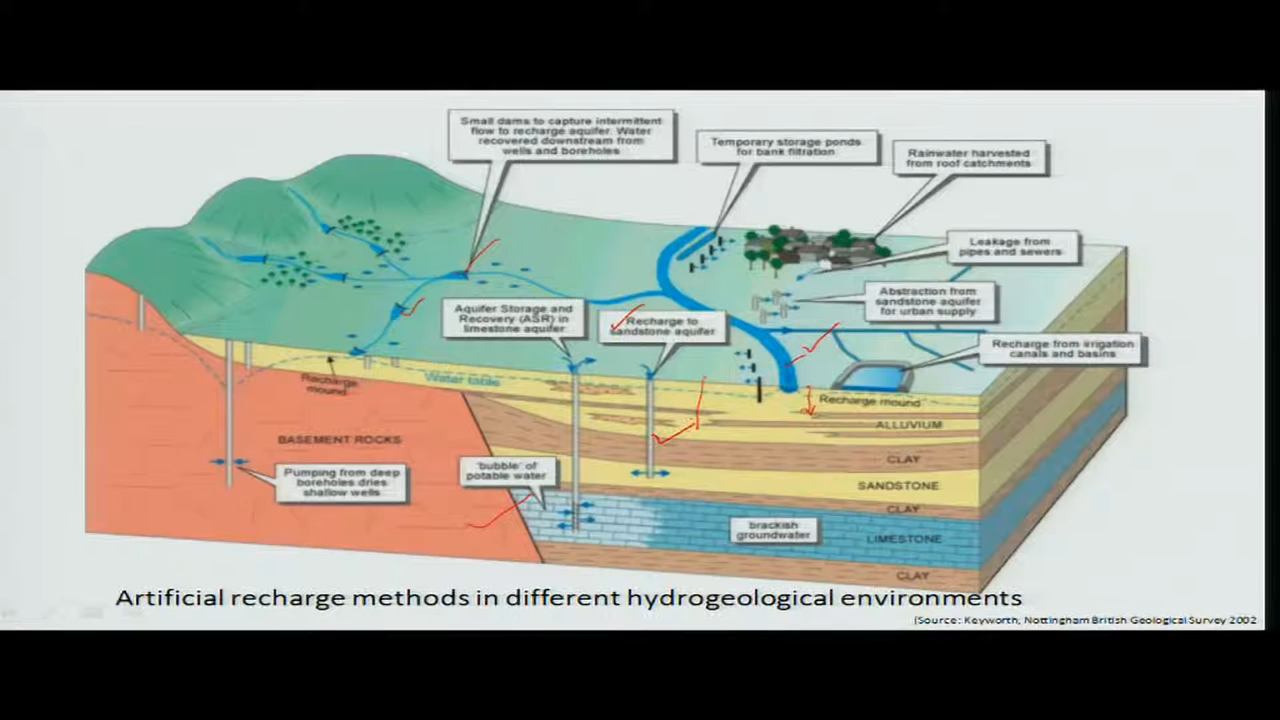 Small dams to capture intermittent
flow to recharge aquifer. Water
recovered downstream from
wells and boreholes
Temporary storage ponds
for bank filtration
Rainwater harvested
from roof catchments
Leakage from
pipes and sewers
Abstraction from
sandstone aquifer
for urban supply
Aquifer Storage and
Recovery (ASR) in
limestone aquifer
Recharge to
sandstone aquifer
Recharge from irrigation
canals and basins
Recharge
mound
Water table
Recharge mound
ALLUVIUM
BASEMENT ROCKS
CLAY
Pumping from deep
boreholes dries
shallow wells
'bubble' of
potable water
SANDSTONE
CLAY
brackish
groundwater
LIMESTONE
CLAY
Artificial recharge methods in different hydrogeological environments
(Source: Keyworth, Nottingham British Geological Survey 2002